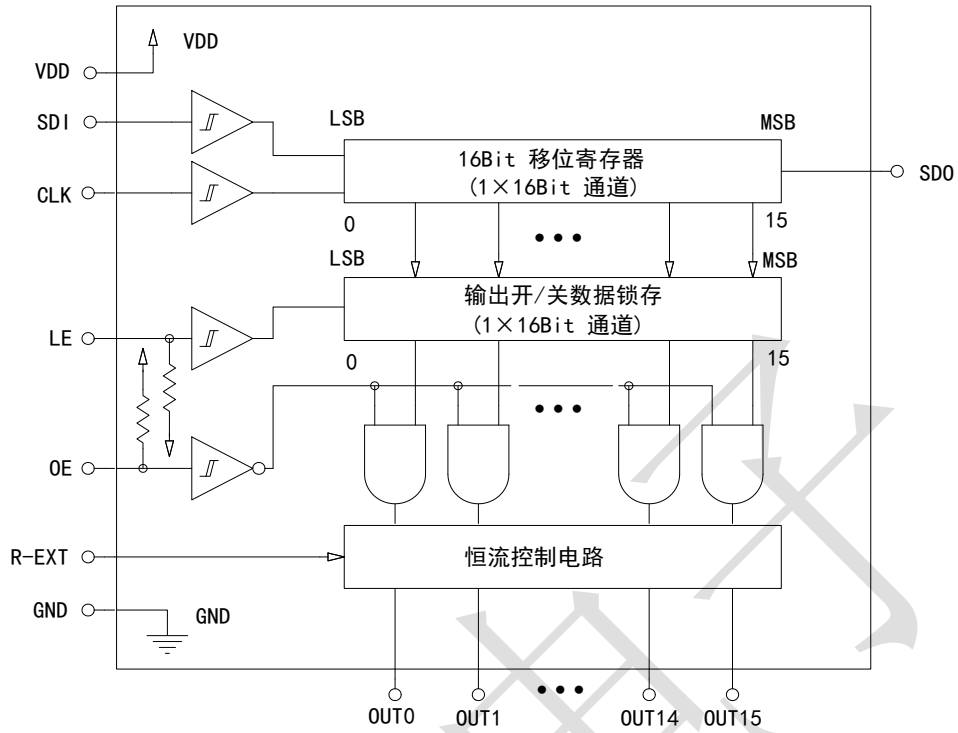 VDD
VDD
SDI
LSB
MSB
16Bit 移位寄存器
(1×16Bit 通道)
SDO
CLK
0
•••
15
LSB
MSB
输出开/关数据锁存
(1×16Bit 通道)
LE
0
15
•••
OE
R-EXT
恒流控制电路
GND
GND
•••
OUT0
OUT1
OUT14
OUT15